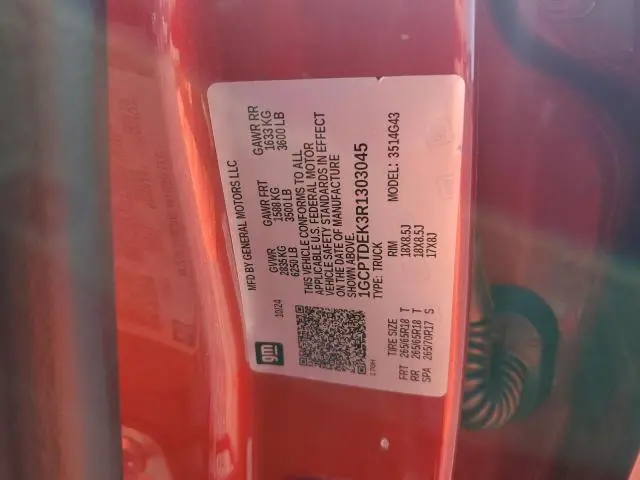 MFD BY GENERAL MOTORS LLC
10/24
GVWR GAWR FRT GAWR RR
2835 KG 1588 KG 1633 KG
6250 LB 3500 LB 3600 LB
THIS VEHICLE CONFORMS TO ALL
APPLICABLE U.S. FEDERAL MOTOR
VEHICLE SAFETY STANDARDS IN EFFECT
ON THE DATE OF MANUFACTURE
SHOWN ABOVE.
1GCPTDEK3R1303045
TYPE: TRUCK MODEL: 3514G43
gm
TIRE SIZE RIM
FRT 265/65R18 T 18X8.5J
RR 265/65R18 T 18X8.5J
SPA 265/70R17 S 17X8J